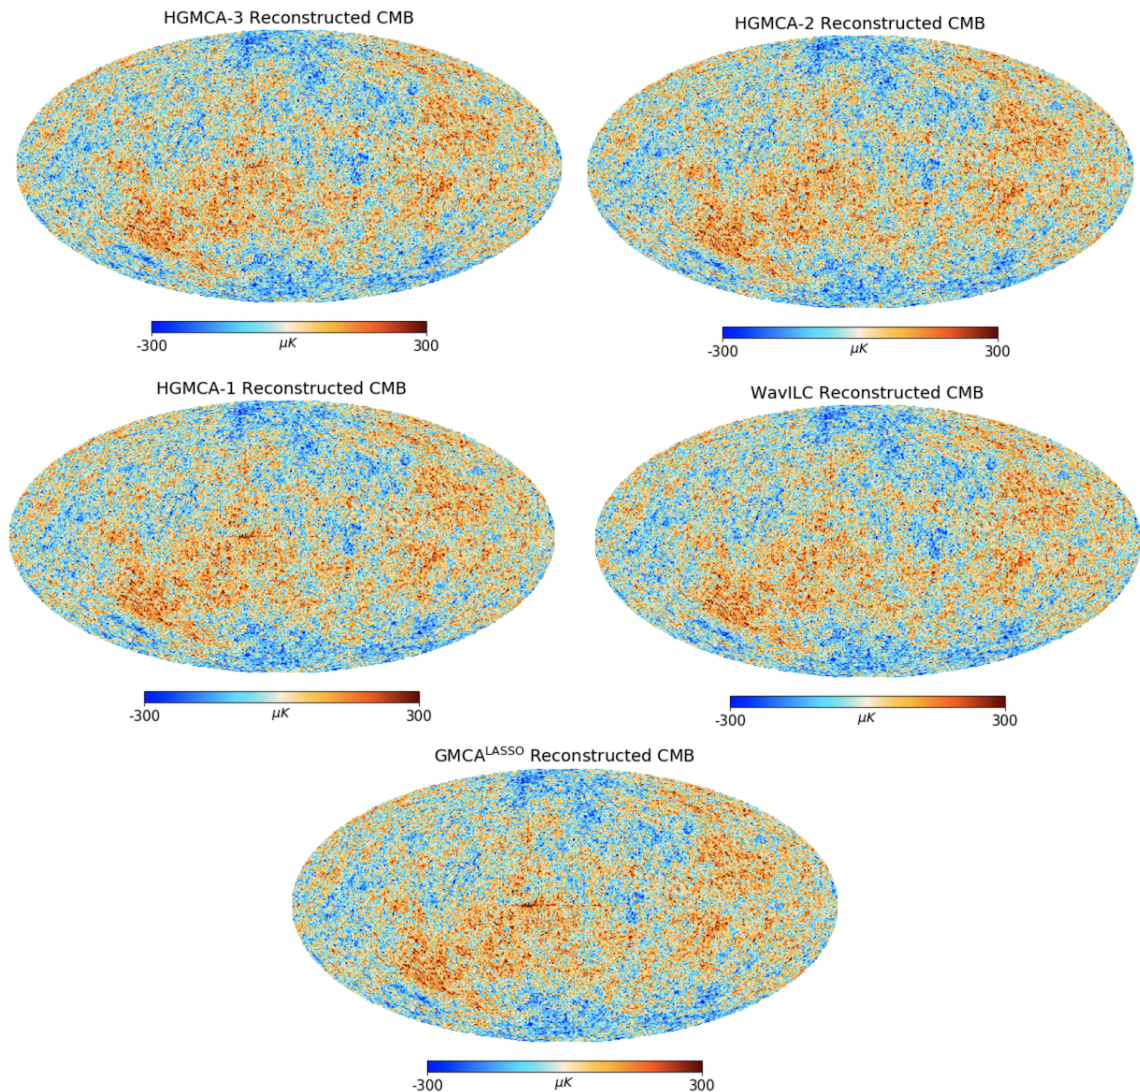 HGMCA-3 Reconstructed CMB
HGMCA-2 Reconstructed CMB
-300 μK 300
-300 μK 300
HGMCA-1 Reconstructed CMB
WavILC Reconstructed CMB
-300 μK 300
-300 μK 300
GMCA^LASSO Reconstructed CMB
-300 μK 300